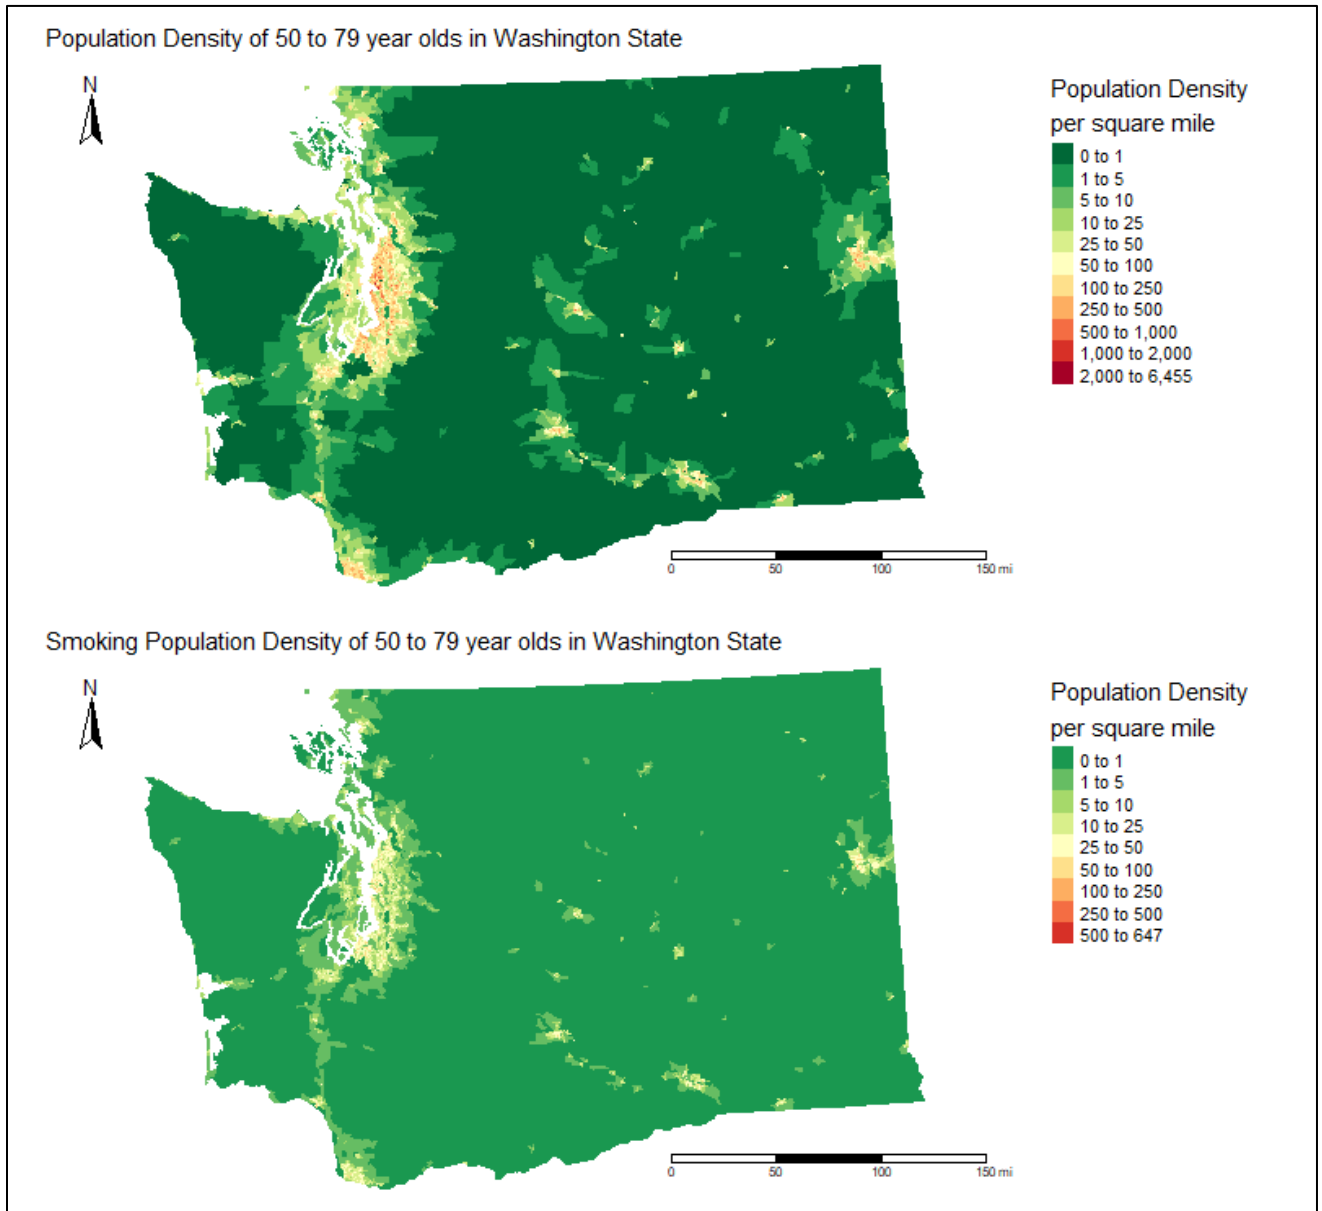 Population Density of 50 to 79 year olds in Washington State
N
Population Density
per square mile
0 to 1
1 to 5
5 to 10
10 to 25
25 to 50
50 to 100
100 to 250
250 to 500
500 to 1,000
1,000 to 2,000
2,000 to 6,455
0 50 100 150 mi
Smoking Population Density of 50 to 79 year olds in Washington State
N
Population Density
per square mile
0 to 1
1 to 5
5 to 10
10 to 25
25 to 50
50 to 100
100 to 250
250 to 500
500 to 647
0 50 100 150 mi